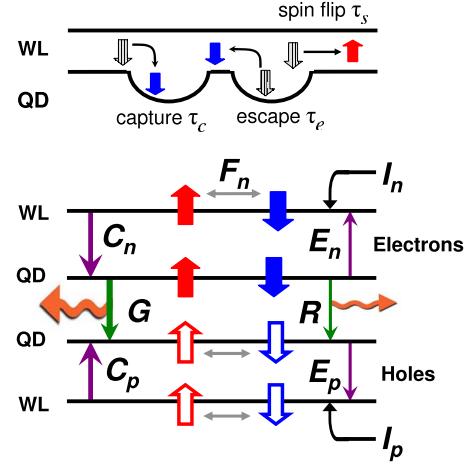 spin flip τs
WL
QD
capture τc escape τe
Fn
In
WL
Cn
En
Electrons
QD
G
R
QD
Cp
Ep
Holes
WL
Ip